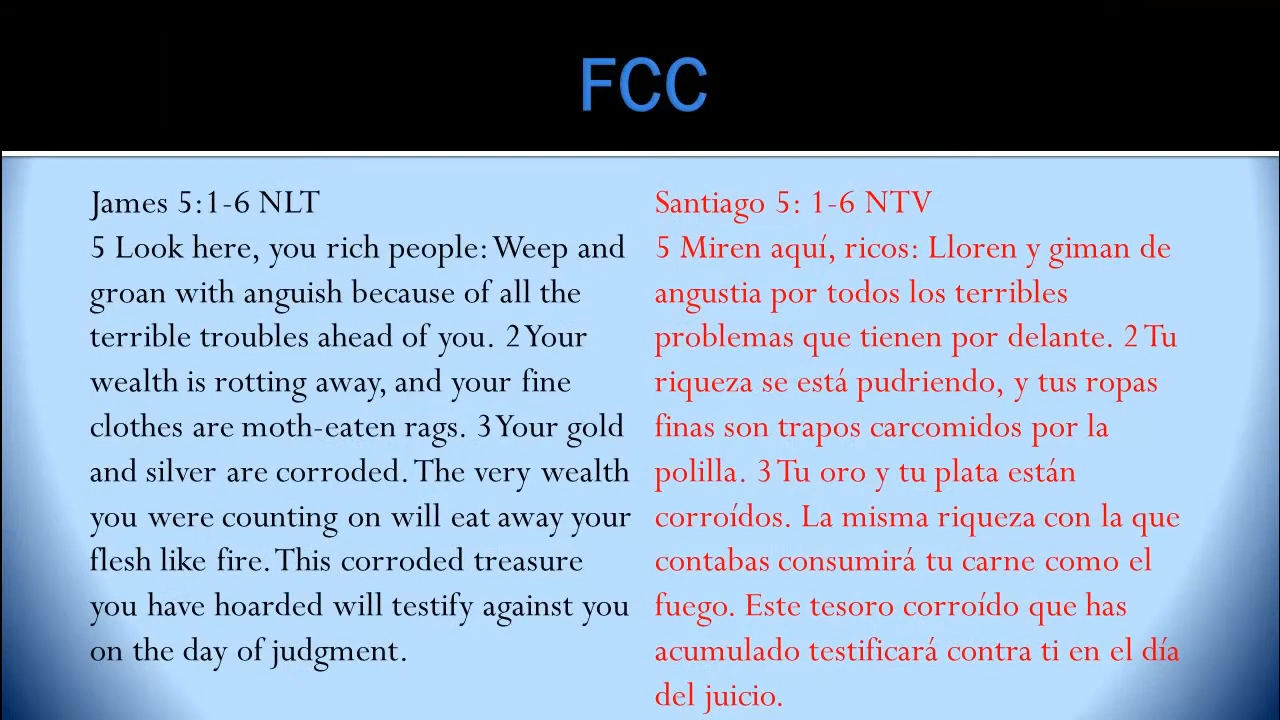 FCC
James 5:1-6 NLT
5 Look here, you rich people: Weep and
groan with anguish because of all the
terrible troubles ahead of you. 2 Your
wealth is rotting away, and your fine
clothes are moth-eaten rags. 3 Your gold
and silver are corroded. The very wealth
you were counting on will eat away your
flesh like fire. This corroded treasure
you have hoarded will testify against you
on the day of judgment.
Santiago 5: 1-6 NTV
5 Miren aquí, ricos: Lloren y giman de
angustia por todos los terribles
problemas que tienen por delante. 2 Tu
riqueza se está pudriendo, y tus ropas
finas son trapos carcomidos por la
polilla. 3 Tu oro y tu plata están
corroídos. La misma riqueza con la que
contabas consumirá tu carne como el
fuego. Este tesoro corroído que has
acumulado testificará contra ti en el día
del juicio.